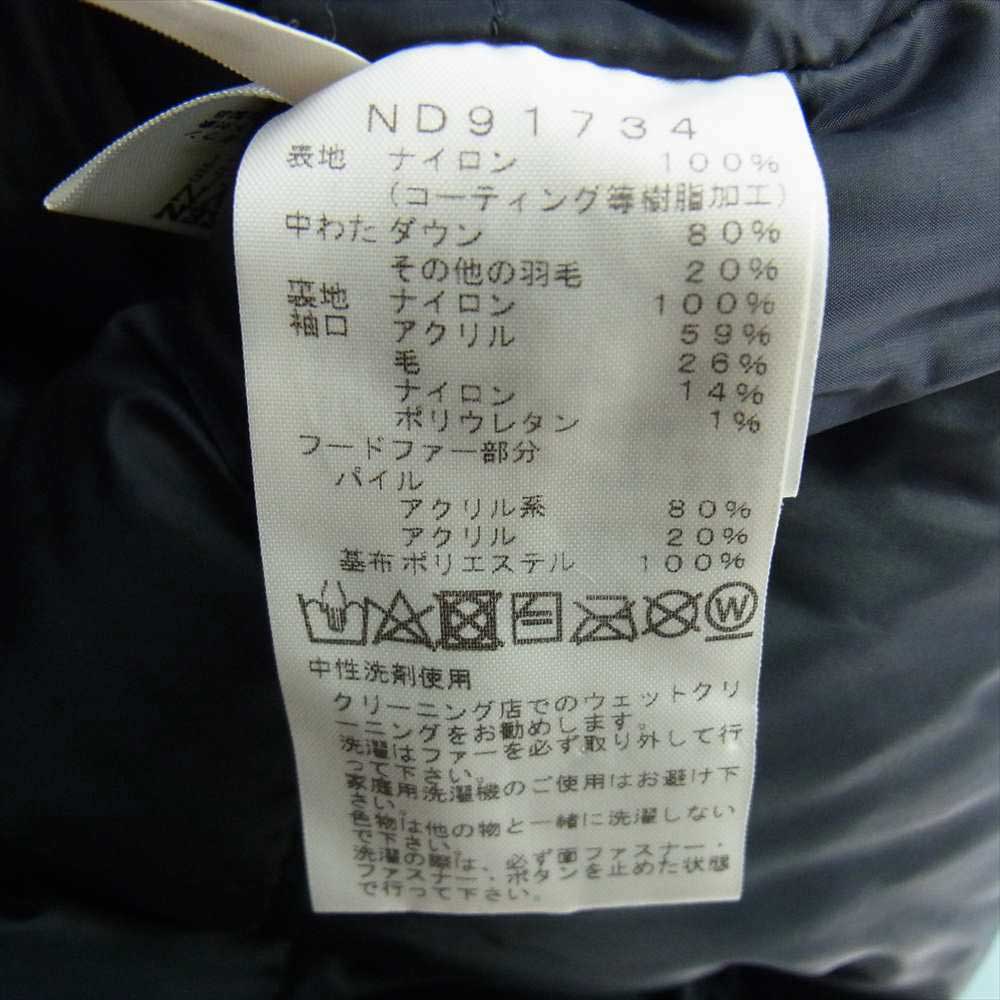 ND91734
表地 ナイロン 100%
(コーティング等樹脂加工)
中わた ダウン 80%
その他の羽毛 20%
裏地 ナイロン 100%
袖口 アクリル 59%
毛 26%
ナイロン 14%
ポリウレタン 1%
フードファー部分
パイル
アクリル系 80%
アクリル 20%
基布 ポリエステル 100%
W
中性洗剤使用
クリーニング店でのウェットクリ
ーニングをお勧めします。
洗濯はファーを必ず取り外して行
って下さい。
家庭用洗濯機のご使用はお避け下
さい。
色物は他の物と一緒に洗濯しない
で下さい。
洗濯の際は、必ず面ファスナー・
ファスナー・ボタンを止めた状態
で行って下さい。